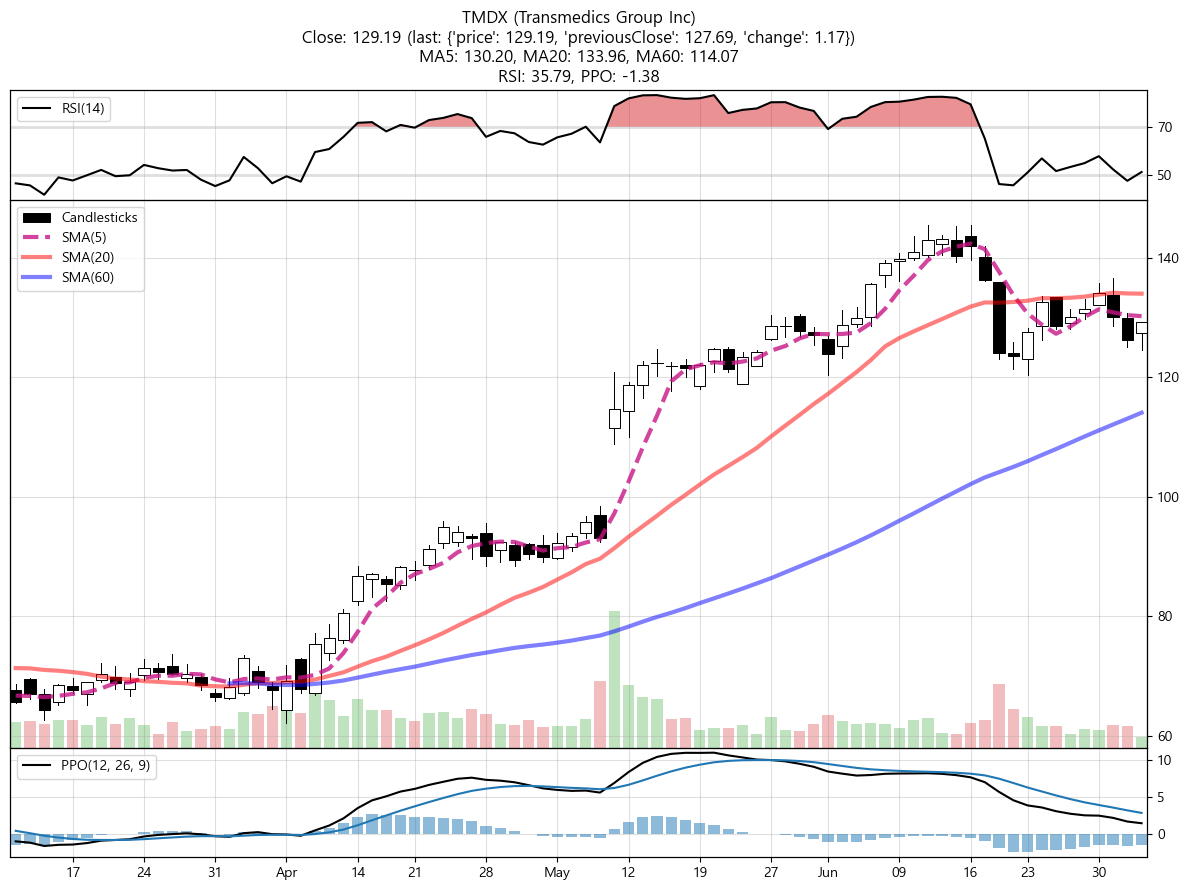 TMDX (Transmedics Group Inc)
Close: 129.19 (last: {'price': 129.19, 'previousClose': 127.69, 'change': 1.17})
MA5: 130.20, MA20: 133.96, MA60: 114.07
RSI: 35.79, PPO: -1.38
RSI(14)
70
50
Candlesticks
SMA(5)
SMA(20)
SMA(60)
140
120
100
80
60
PPO(12, 26, 9)
10
5
0
17 24 31 Apr 14 21 28 May 12 19 27 Jun 09 16 23 30